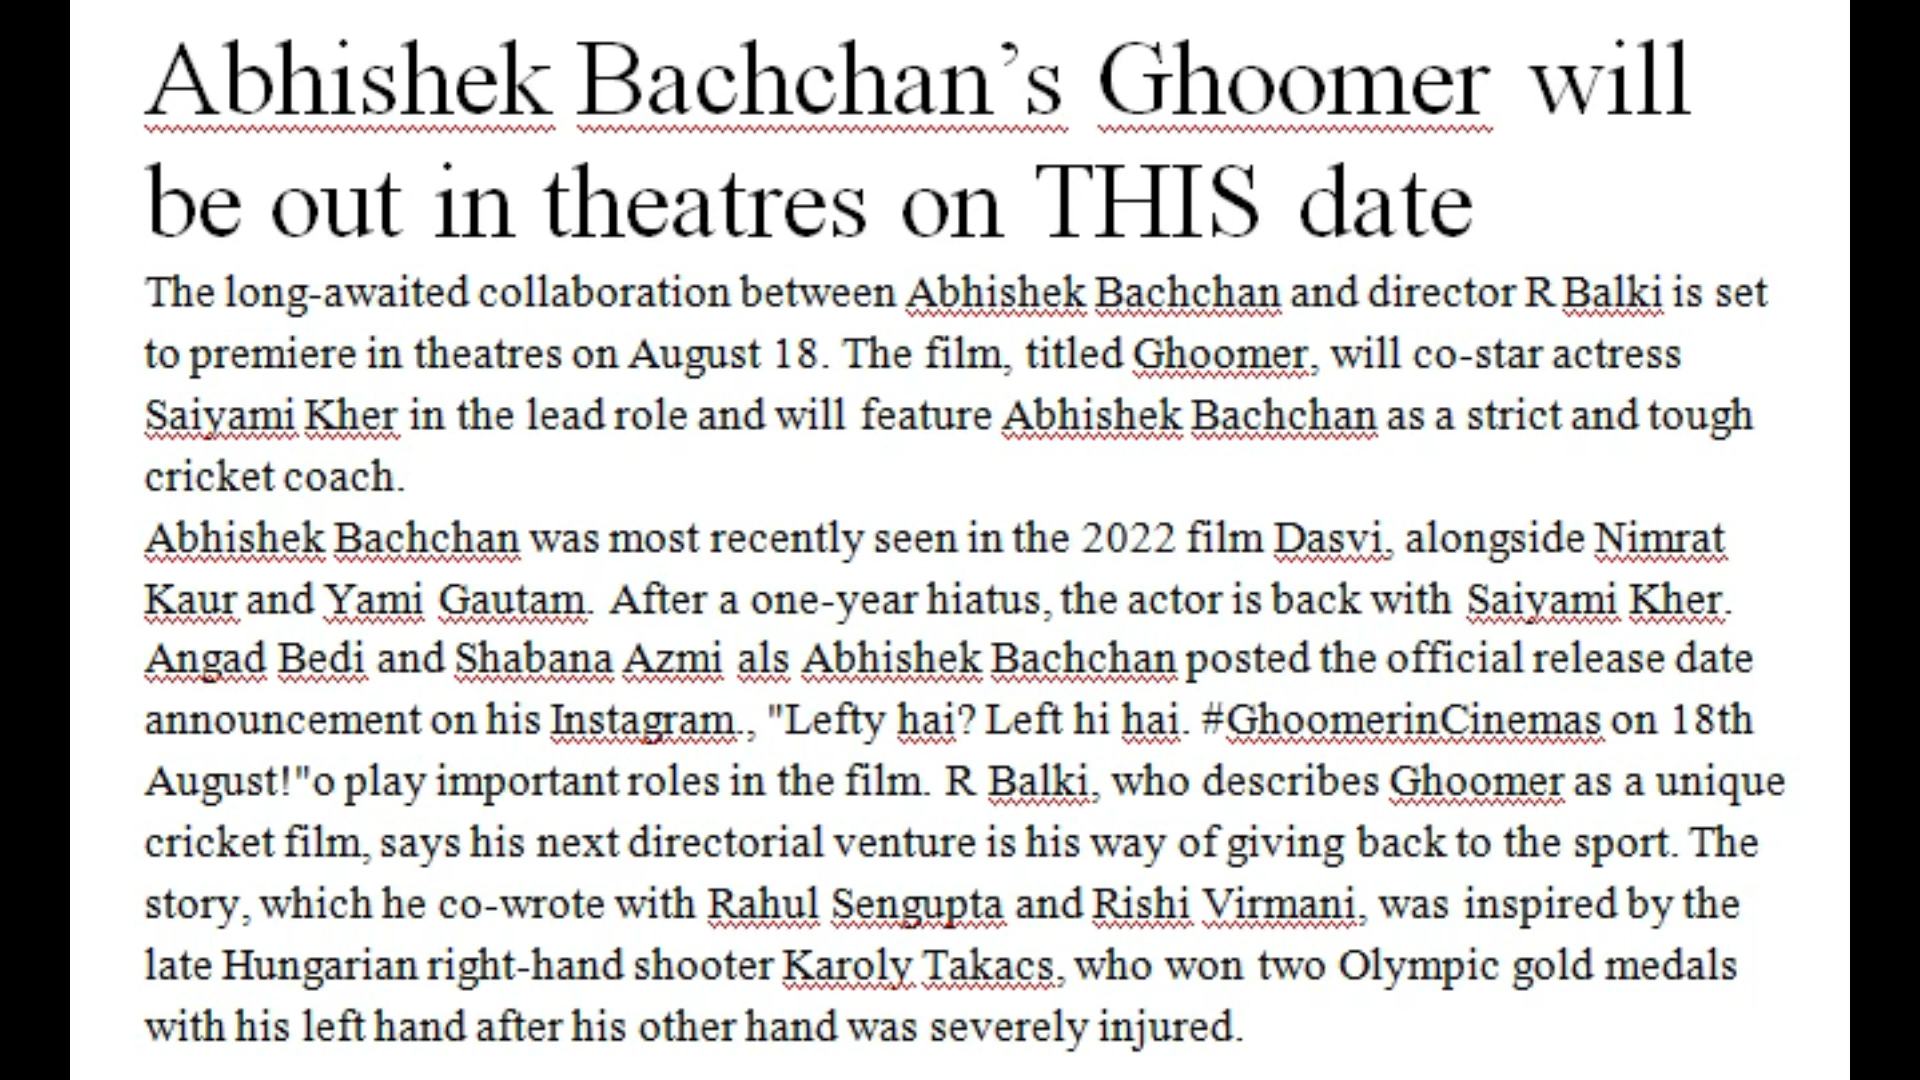 Abhishek Bachchan’s Ghoomer will
be out in theatres on THIS date
The long-awaited collaboration between Abhishek Bachchan and director R Balki is set
to premiere in theatres on August 18. The film, titled Ghoomer, will co-star actress
Saiyami Kher in the lead role and will feature Abhishek Bachchan as a strict and tough
cricket coach.
Abhishek Bachchan was most recently seen in the 2022 film Dasvi, alongside Nimrat
Kaur and Yami Gautam. After a one-year hiatus, the actor is back with Saiyami Kher.
Angad Bedi and Shabana Azmi als Abhishek Bachchan posted the official release date
announcement on his Instagram., "Lefty hai? Left hi hai. #GhoomerinCinemas on 18th
August!"o play important roles in the film. R Balki, who describes Ghoomer as a unique
cricket film, says his next directorial venture is his way of giving back to the sport. The
story, which he co-wrote with Rahul Sengupta and Rishi Virmani, was inspired by the
late Hungarian right-hand shooter Karoly Takacs, who won two Olympic gold medals
with his left hand after his other hand was severely injured.